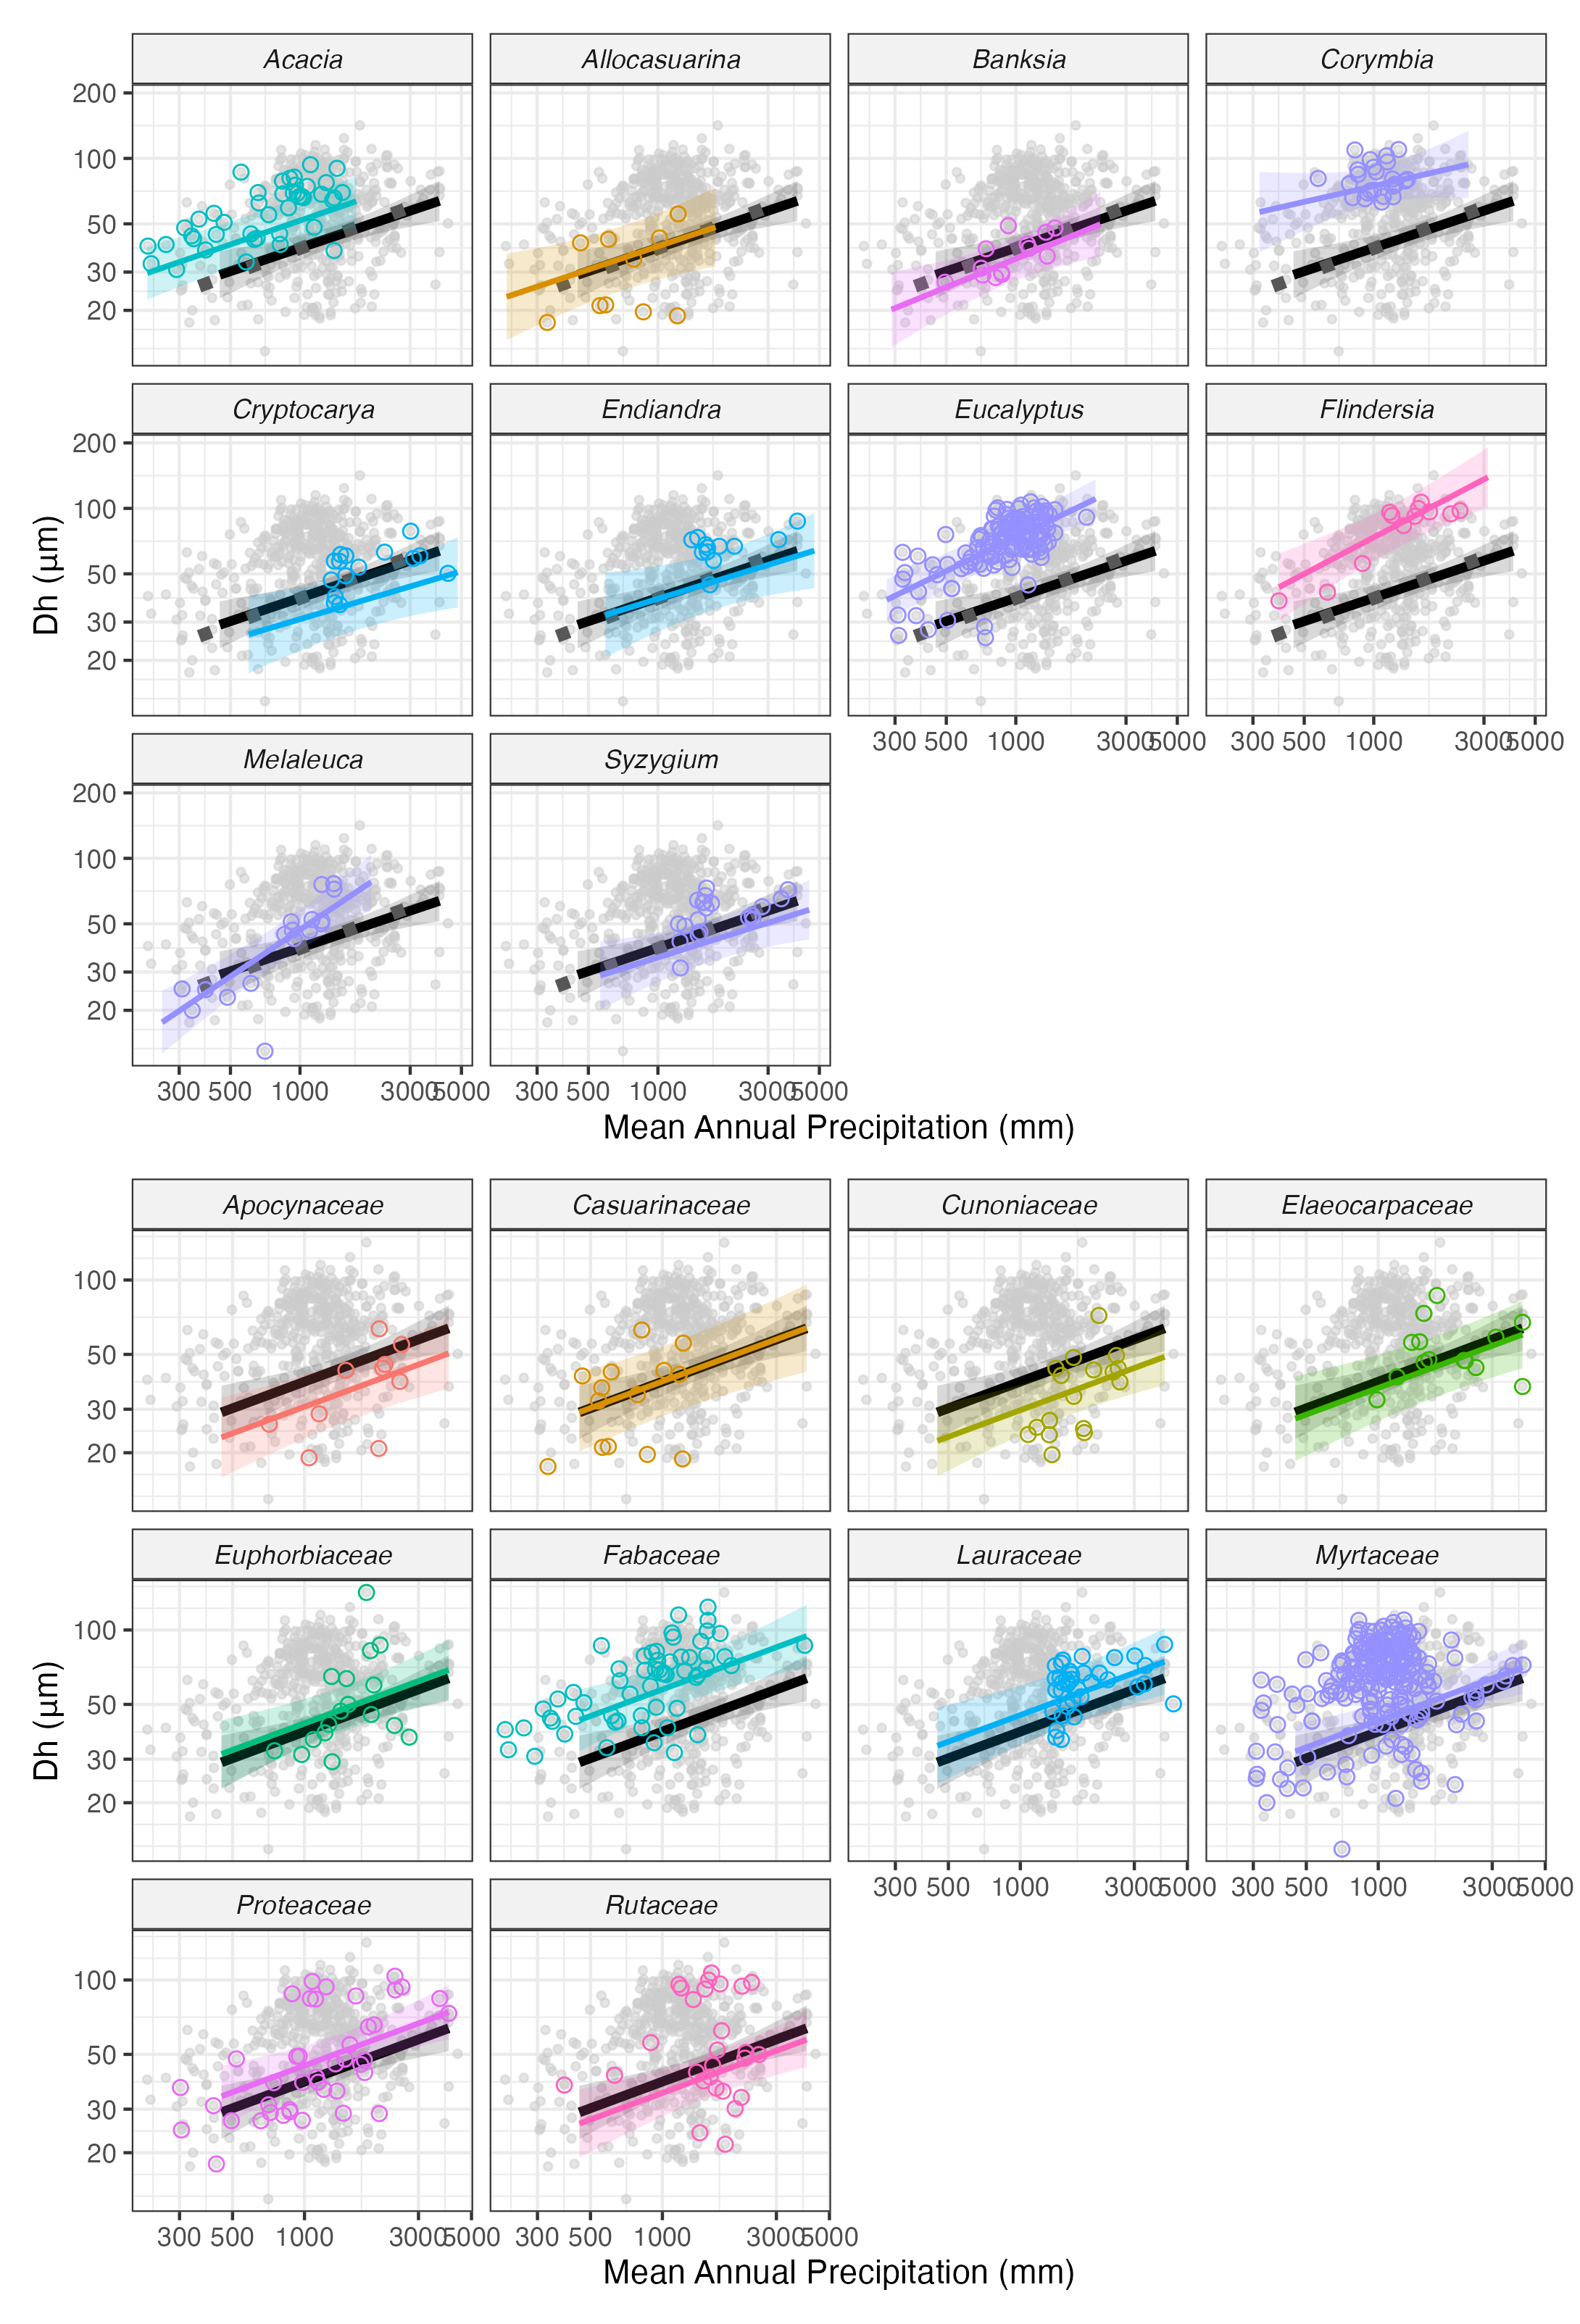 Acacia Allocasuarina Banksia Corymbia
200
100
50
30
20
Cryptocarya Endiandra Eucalyptus Flindersia
200
100
50
30
20
300 500 1000 3000 5000 300 500 1000 3000 5000
Melaleuca Syzygium
200
100
50
30
20
300 500 1000 3000 5000 300 500 1000 3000 5000
Dh (µm)
Mean Annual Precipitation (mm)
Apocynaceae Casuarinaceae Cunoniaceae Elaeocarpaceae
100
50
30
20
Euphorbiaceae Fabaceae Lauraceae Myrtaceae
100
50
30
20
300 500 1000 3000 5000 300 500 1000 3000 5000
Proteaceae Rutaceae
100
50
30
20
300 500 1000 3000 5000 300 500 1000 3000 5000
Dh (µm)
Mean Annual Precipitation (mm)